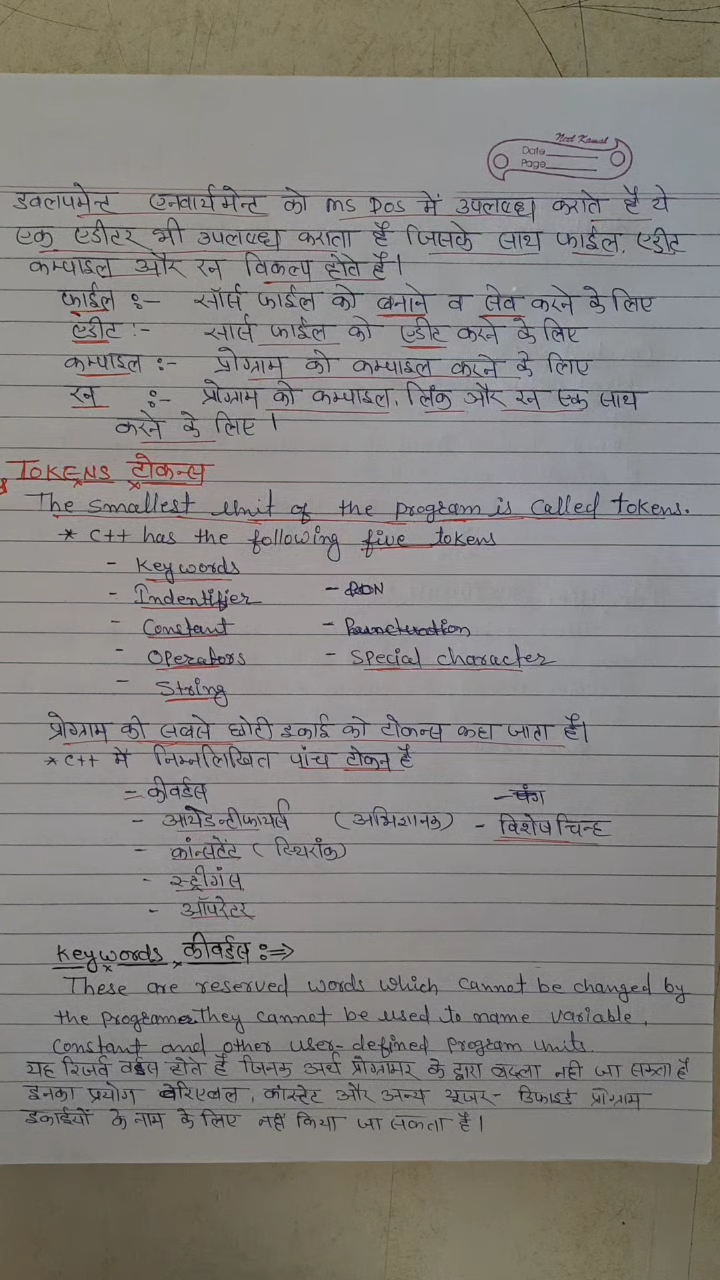 Neel Kamal
Date
Page
डवलपमेन्ट एनवार्यमेन्ट को MS DOS में उपलब्ध कराते है ये
एक एडीटर भी उपलब्ध कराता है जिसके साथ फाईल, एडीट
कम्पाइल और रन विकल्प होते है।
फाईल :- सॉर्स फाईल को बनाने व सेव करने के लिए
एडीट :- सार्स फाईल को एडीट करने के लिए
कम्पाइल :- प्रोग्राम को कम्पाइल करने के लिए
रन :- प्रोग्राम को कम्पाइल, लिंक और रन एक साथ
करने के लिए।
TOKENS टोकन्स
The smallest unit of the program is called tokens.
* C++ has the following five tokens
- Keywords
- Indentifier
- Constant - Punctuation
- Operators - Special character
- String
प्रोग्राम की सबसे छोटी इकाई को टोकन्स कहा जाता है।
* C++ में निम्नलिखित पांच टोकन है
- कीवर्डस
- आयेडेन्टीफायर्स (अभिज्ञानक) - विशेष चिन्ह
- कांन्सटेंट (स्थिरांक)
- स्ट्रीगंस
- ऑपरेटर
Keywords कीवर्डस :=>
These are reserved words which cannot be changed by
the programer They cannot be used to name variable,
constant and other user-defined program units.
यह रिजर्व वर्डस होते है जिनके अर्थ प्रोग्रामर के द्वारा बदला नही जा सकता है
इनका प्रयोग वेरिएबल, कांस्टेट और अन्य यूजर-डिफाइंड प्रोग्राम
इकाईयों के नाम के लिए नहीं किया जा सकता है।